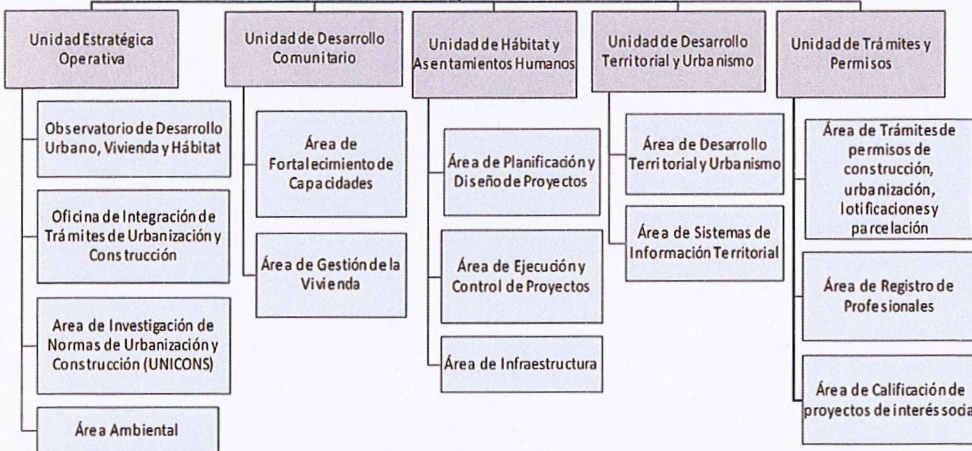 Unidad Estratégica
Operativa
Observatorio de Desarrollo
Urbano, Vivienda y Hábitat
Oficina de Integración de
Trámites de Urbanización y
Construcción
Area de Investigación de
Normas de Urbanización y
Construcción (UNICONS)
Área Ambiental
Unidad de Desarrollo
Comunitario
Área de
Fortalecimiento de
Capacidades
Área de Gestión de la
Vivienda
Unidad de Hábitat y
Asentamientos Humanos
Área de Planificación y
Diseño de Proyectos
Área de Ejecución y
Control de Proyectos
Área de Infraestructura
Unidad de Desarrollo
Territorial y Urbanismo
Área de Desarrollo
Territorial y Urbanismo
Área de Sistemas de
Información Territorial
Unidad de Trámites y
Permisos
Área de Trámites de
permisos de
construcción,
urbanización,
lotificaciones y
parcelación
Área de Registro de
Profesionales
Área de Calificación de
proyectos de interés social